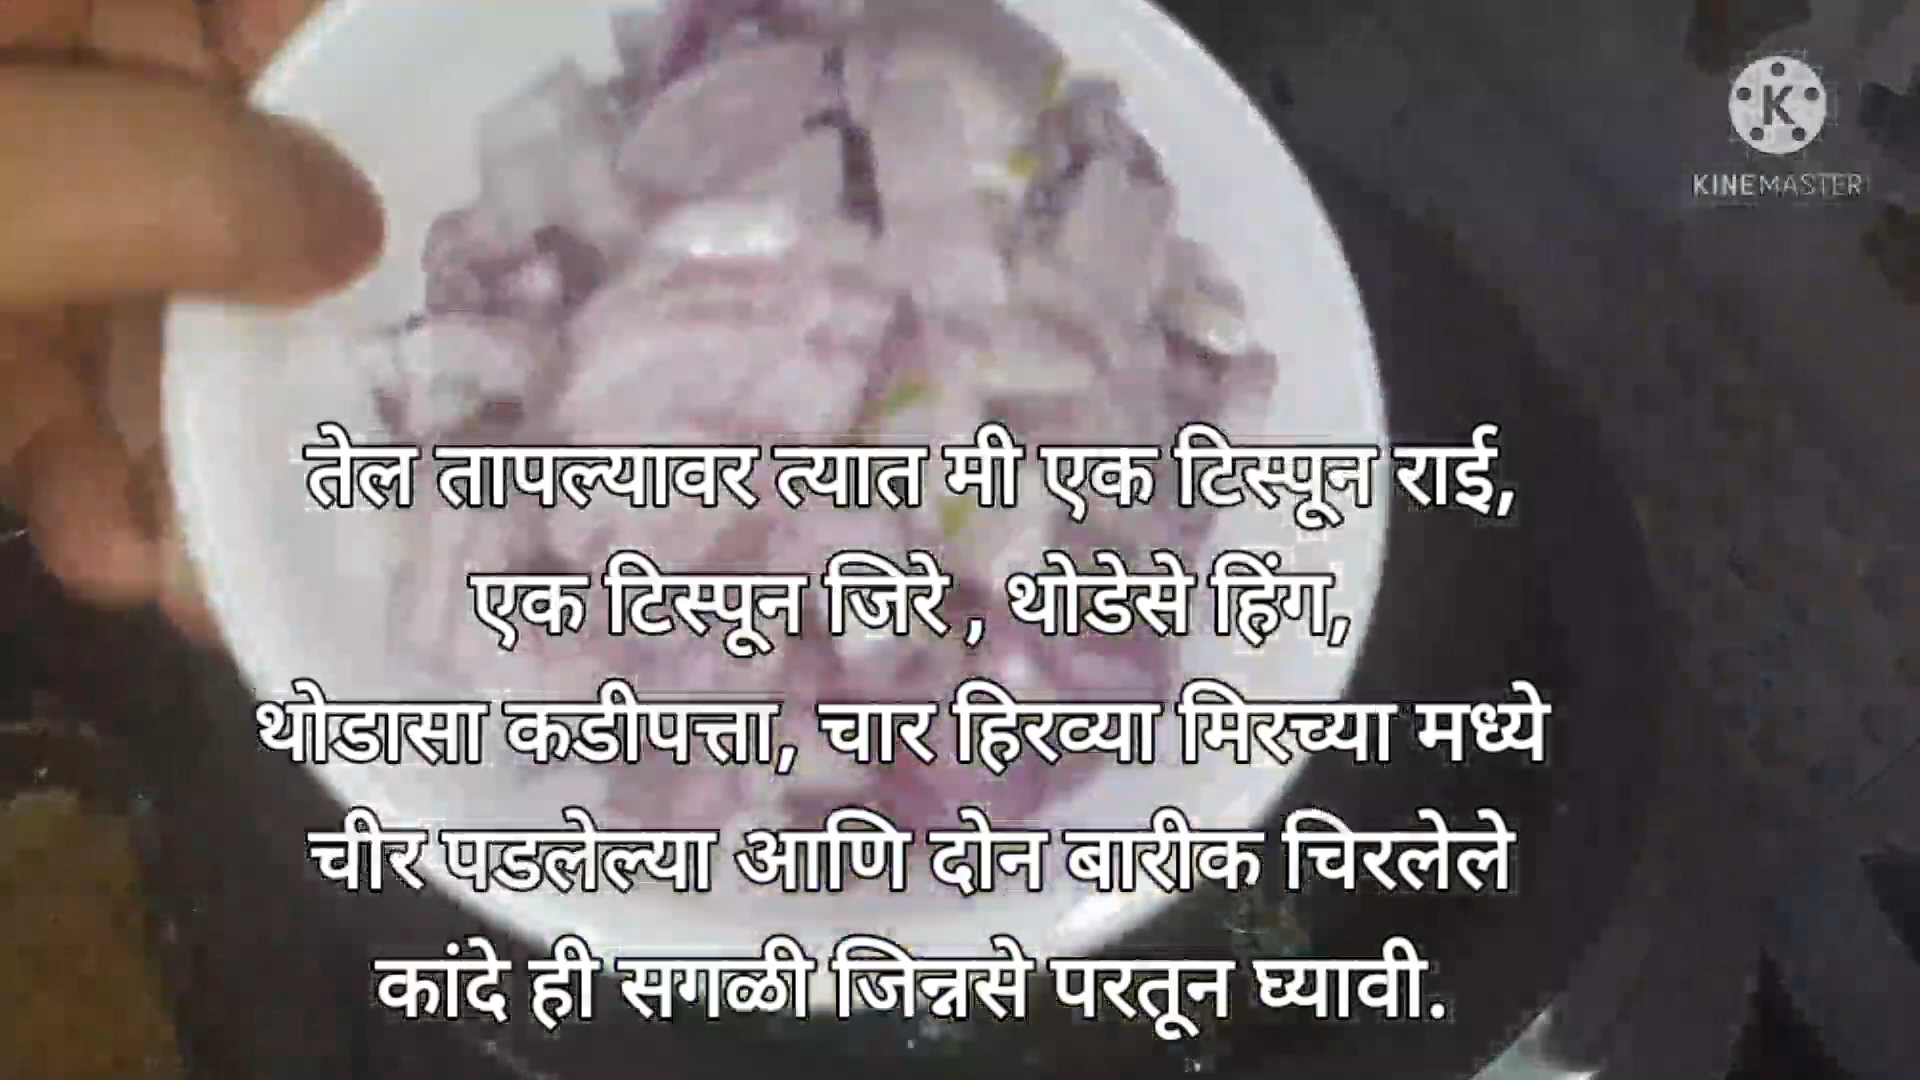 KINEMASTER
तेल तापल्यावर त्यात मी एक टिस्पून राई,
एक टिस्पून जिरे , थोडेसे हिंग,
थोडासा कडीपत्ता, चार हिरव्या मिरच्या मध्ये
चीर पडलेल्या आणि दोन बारीक चिरलेले
कांदे ही सगळी जिन्नसे परतून घ्यावी.